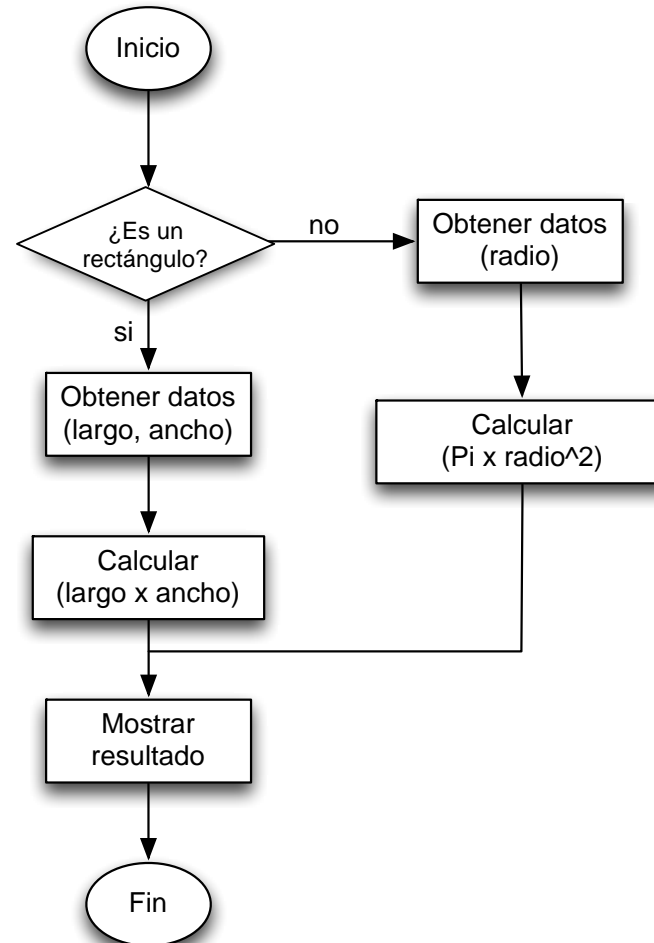 Inicio
¿Es un
rectángulo?
no
Obtener datos
(radio)
si
Obtener datos
(largo, ancho)
Calcular
(Pi x radio^2)
Calcular
(largo x ancho)
Mostrar
resultado
Fin